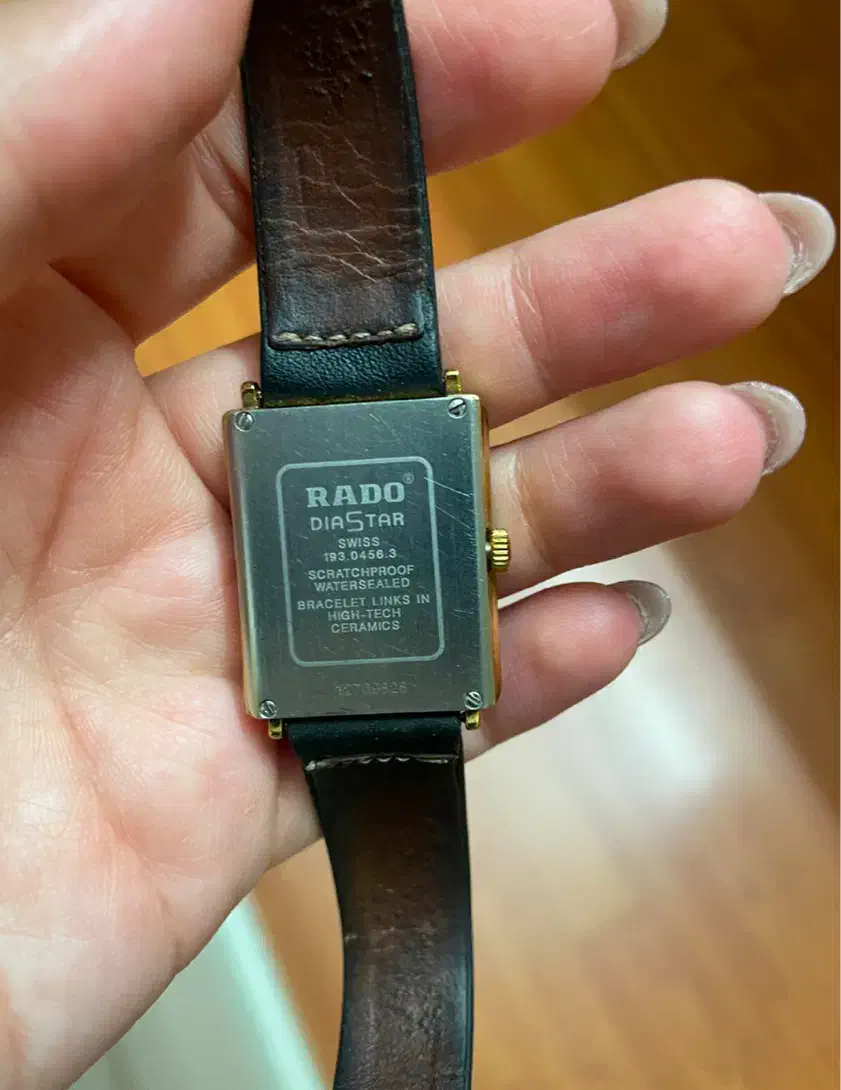 RADO®
DIASTAR
SWISS
193.0456.3
SCRATCHPROOF
WATERSEALED
BRACELET LINKS IN
HIGH-TECH
CERAMICS